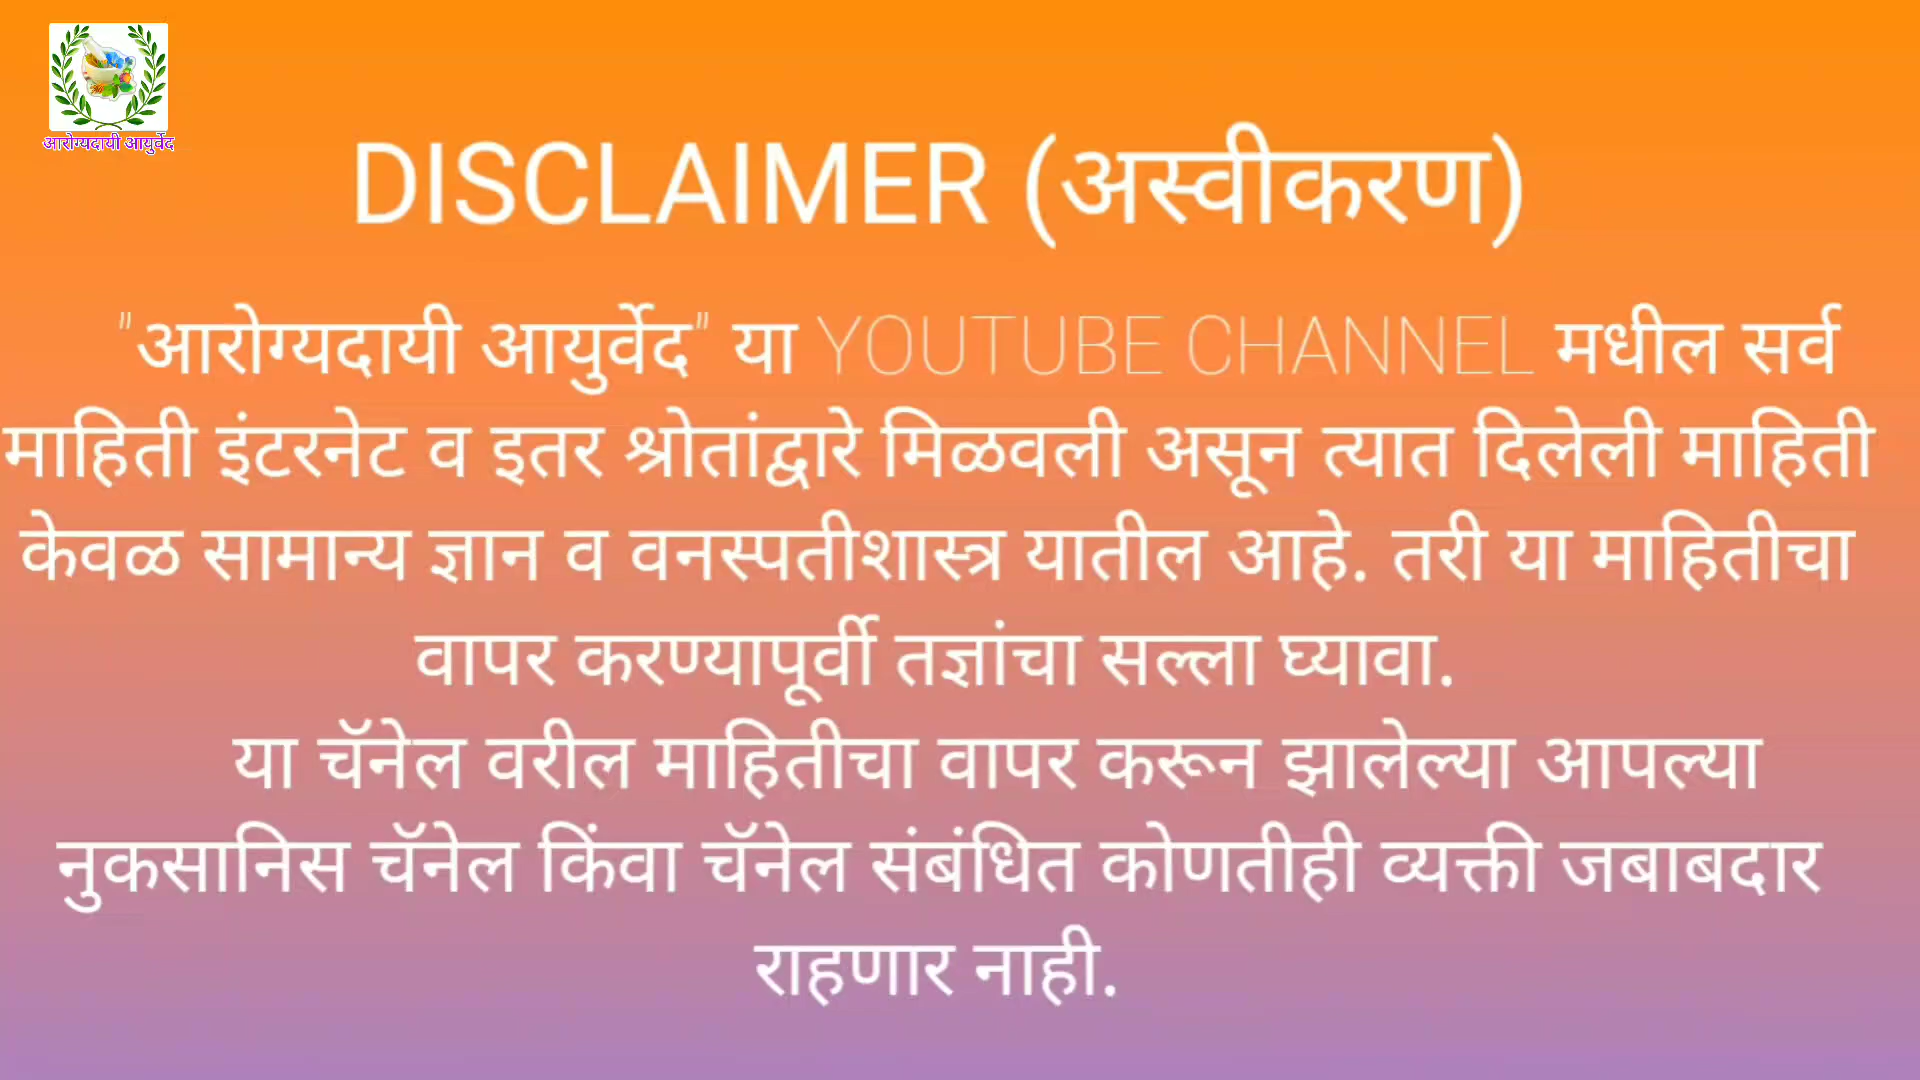 आरोग्यदायी आयुर्वेद
DISCLAIMER (अस्वीकरण)
"आरोग्यदायी आयुर्वेद" या YOUTUBE CHANNEL मधील सर्व
माहिती इंटरनेट व इतर श्रोतांद्वारे मिळवली असून त्यात दिलेली माहिती
केवळ सामान्य ज्ञान व वनस्पतीशास्त्र यातील आहे. तरी या माहितीचा
वापर करण्यापूर्वी तज्ञांचा सल्ला घ्यावा.
या चॅनेल वरील माहितीचा वापर करून झालेल्या आपल्या
नुकसानिस चॅनेल किंवा चॅनेल संबंधित कोणतीही व्यक्ती जबाबदार
राहणार नाही.